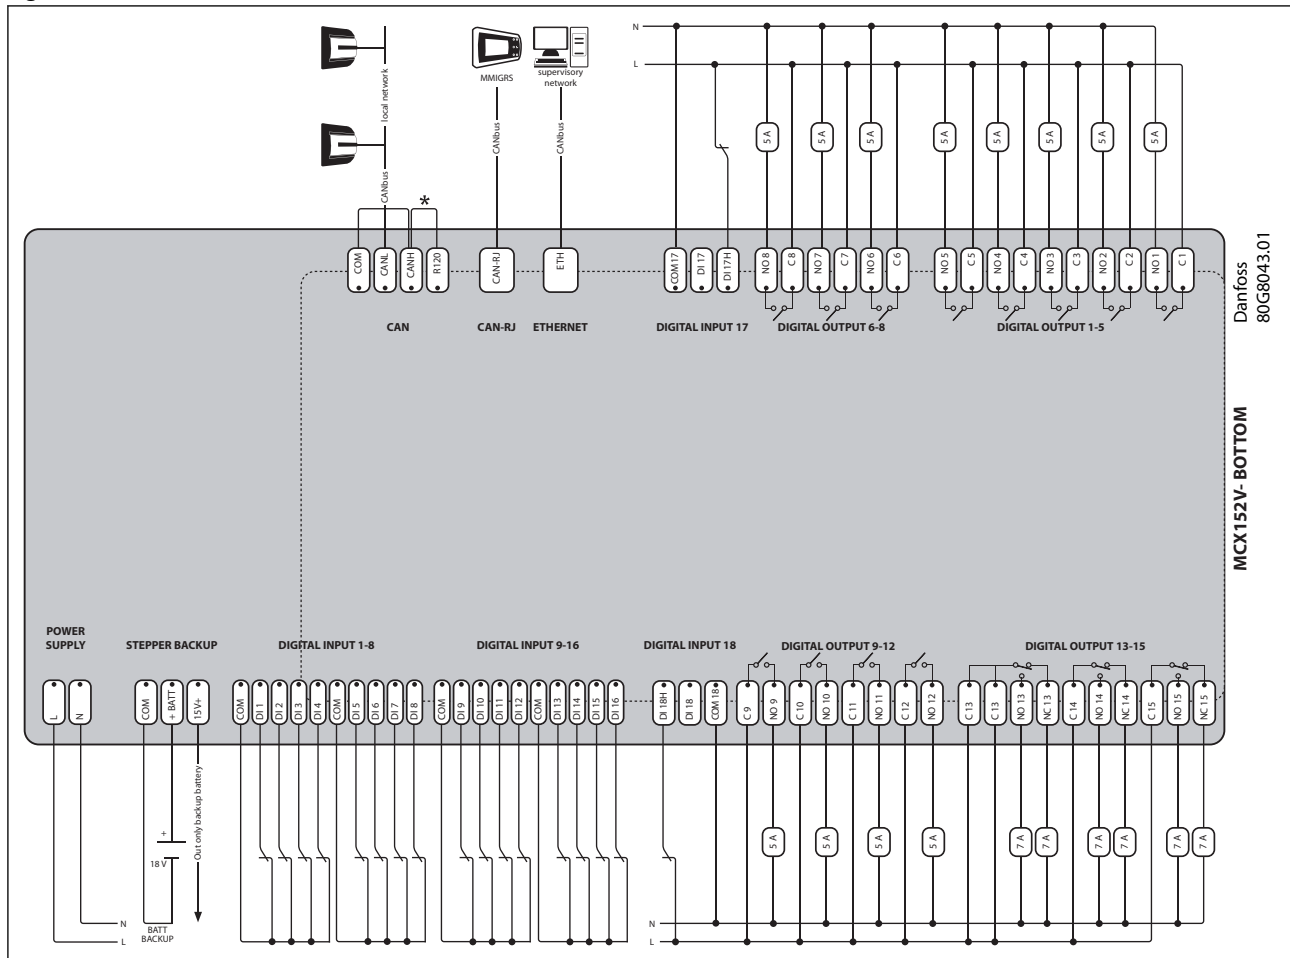 N
L
local network
CANbus
MMIGRS
CANbus
supervisory
network
CANbus
5 A
5 A
5 A
5 A
5 A
5 A
5 A
5 A
*
COM
CANL
CANH
R120
CAN-RJ
ETH
COM17
DI 17
DI 17H
NO 8
C 8
NO 7
C 7
NO 6
C 6
NO 5
C 5
NO 4
C 4
NO 3
C 3
NO 2
C 2
NO 1
C 1
CAN
CAN-RJ
ETHERNET
DIGITAL INPUT 17
DIGITAL OUTPUT 6-8
DIGITAL OUTPUT 1-5
Danfoss
80G8043.01
MCX152V- BOTTOM
POWER
SUPPLY
STEPPER BACKUP
DIGITAL INPUT 1-8
DIGITAL INPUT 9-16
DIGITAL INPUT 18
DIGITAL OUTPUT 9-12
DIGITAL OUTPUT 13-15
L
N
COM
+ BATT
15V+
COM
DI 1
DI 2
DI 3
DI 4
COM
DI 5
DI 6
DI 7
DI 8
COM
DI 9
DI 10
DI 11
DI 12
COM
DI 13
DI 14
DI 15
DI 16
DI 18H
DI 18
COM 18
C 9
NO 9
C 10
NO 10
C 11
NO 11
C 12
NO 12
C 13
C 13
NO 13
NC 13
C 14
NO 14
NC 14
C 15
NO 15
NC 15
+
18 V
Out only backup battery
5 A
5 A
5 A
5 A
7 A
7 A
7 A
7 A
7 A
7 A
N
L
BATT
BACKUP
N
L